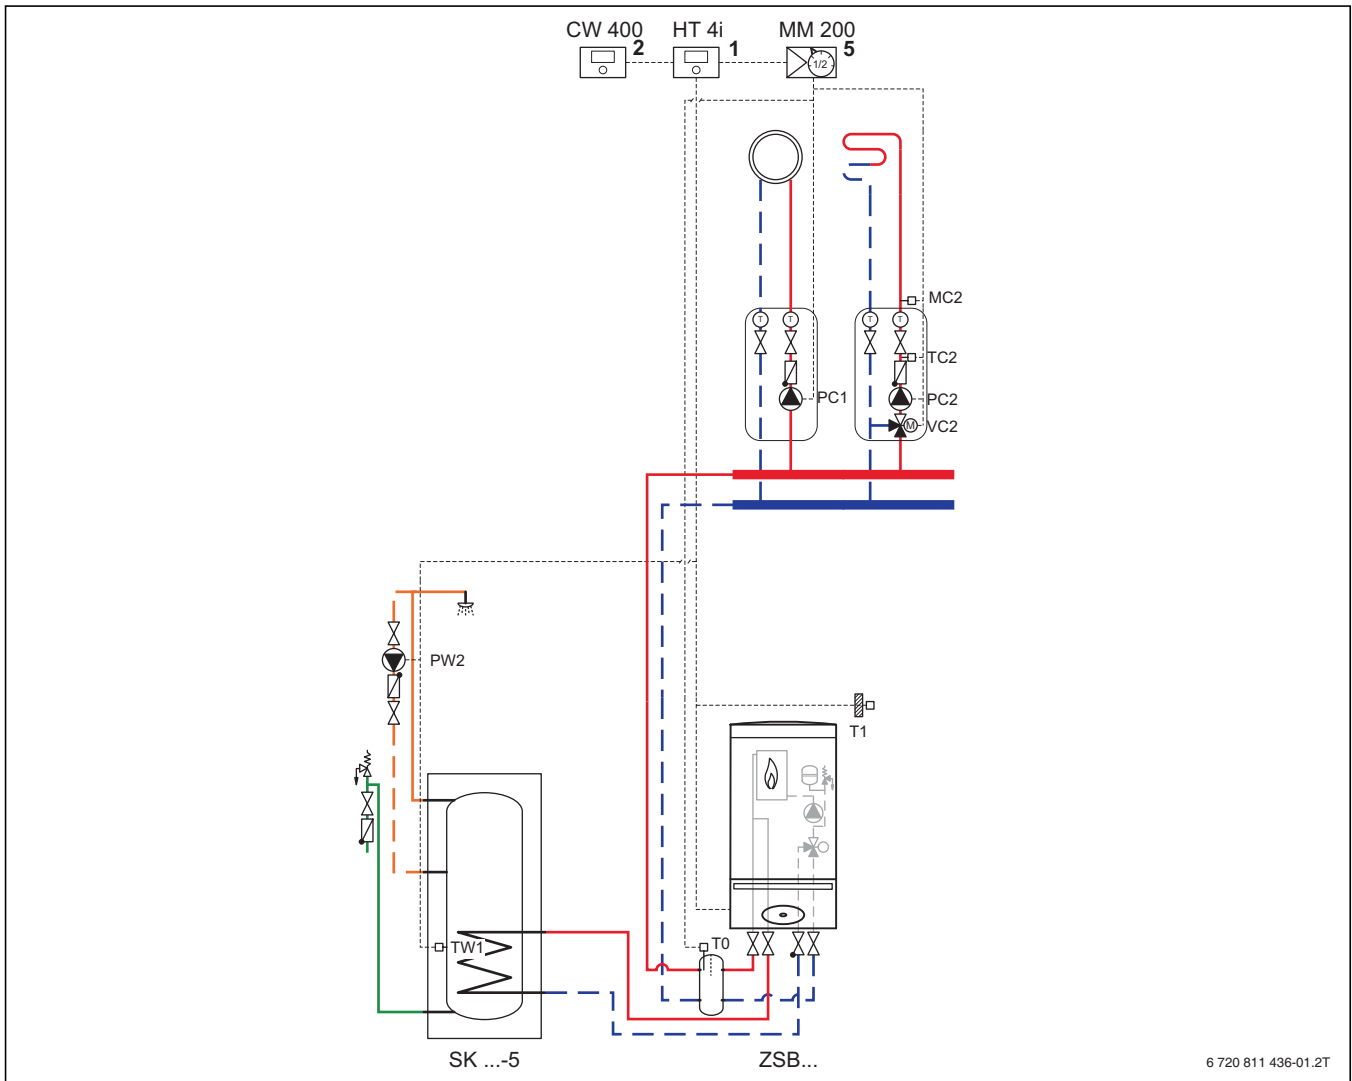 CW 400 HT 4i MM 200
2 1 5
1/2
MC2
T T T T
TC2
PC1 PC2
M VC2
PW2
T1
TW1 T0
SK ...-5 ZSB...
6 720 811 436-01.2T